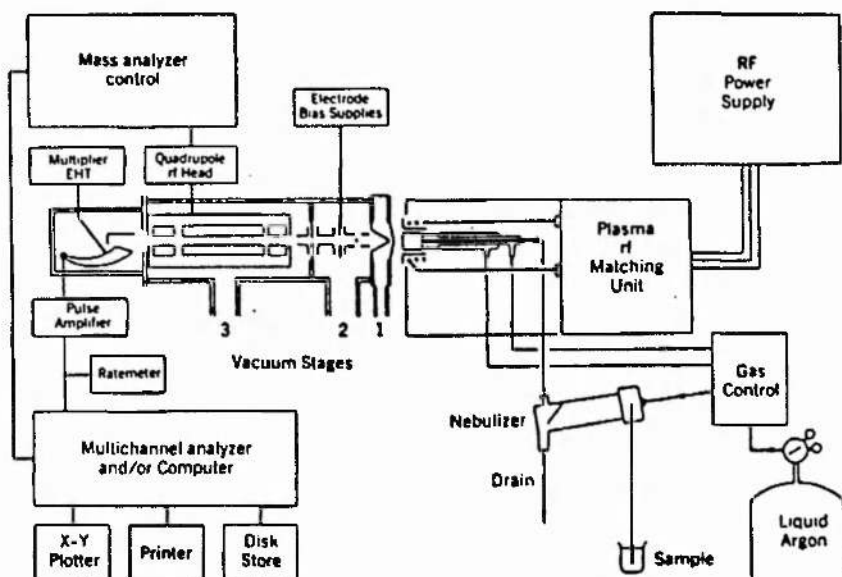 Mass analyzer
control
RF
Power
Supply
Electrode
Bias Supplies
Multiplier
EHT
Quadrupole
rf Head
Plasma
rf
Matching
Unit
Pulse
Amplifier
3
2
1
Vacuum Stages
Ratemeter
Gas
Control
Nebulizer
Multichannel analyzer
and/or Computer
Drain
X-Y
Plotter
Printer
Disk
Store
Sample
Liquid
Argon